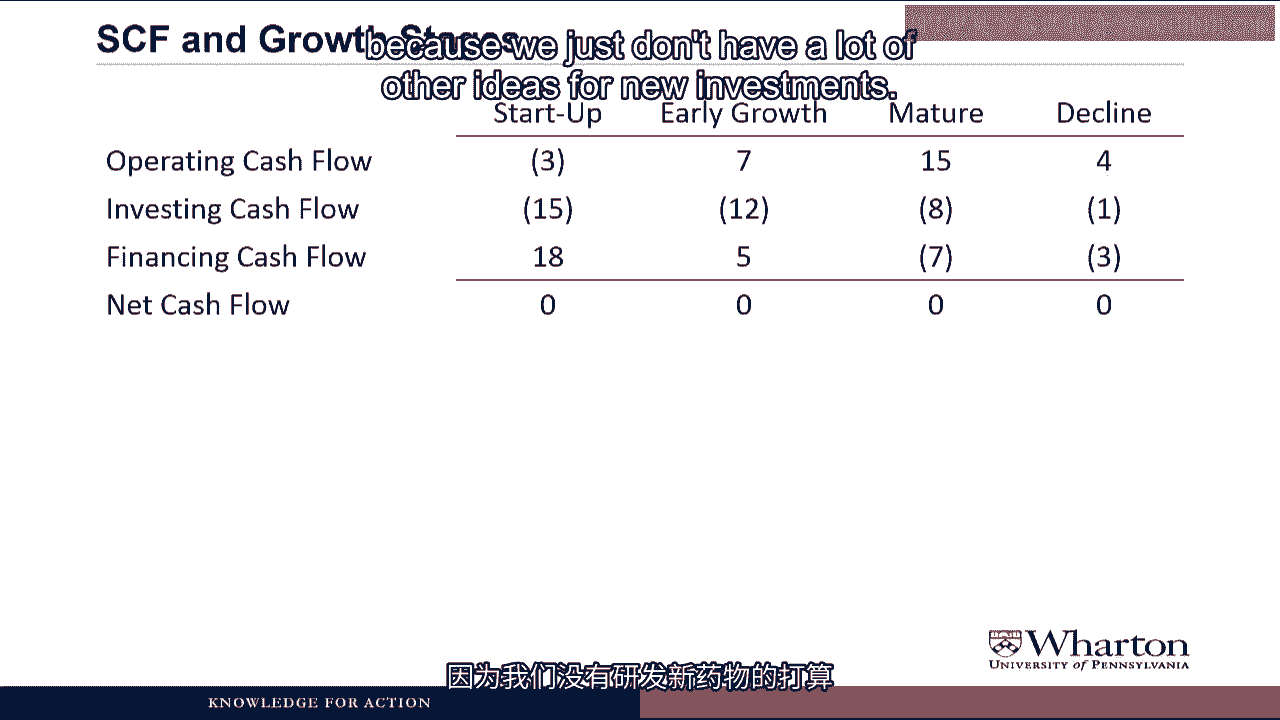 SCF and Growth Stages
because we just don't have a lot of
other ideas for new investments.
Start-Up Early Growth Mature Decline
Operating Cash Flow (3) 7 15 4
Investing Cash Flow (15) (12) (8) (1)
Financing Cash Flow 18 5 (7) (3)
Net Cash Flow 0 0 0 0
Wharton
UNIVERSITY of PENNSYLVANIA
因为我们没有研发新药物的打算
KNOWLEDGE FOR ACTION